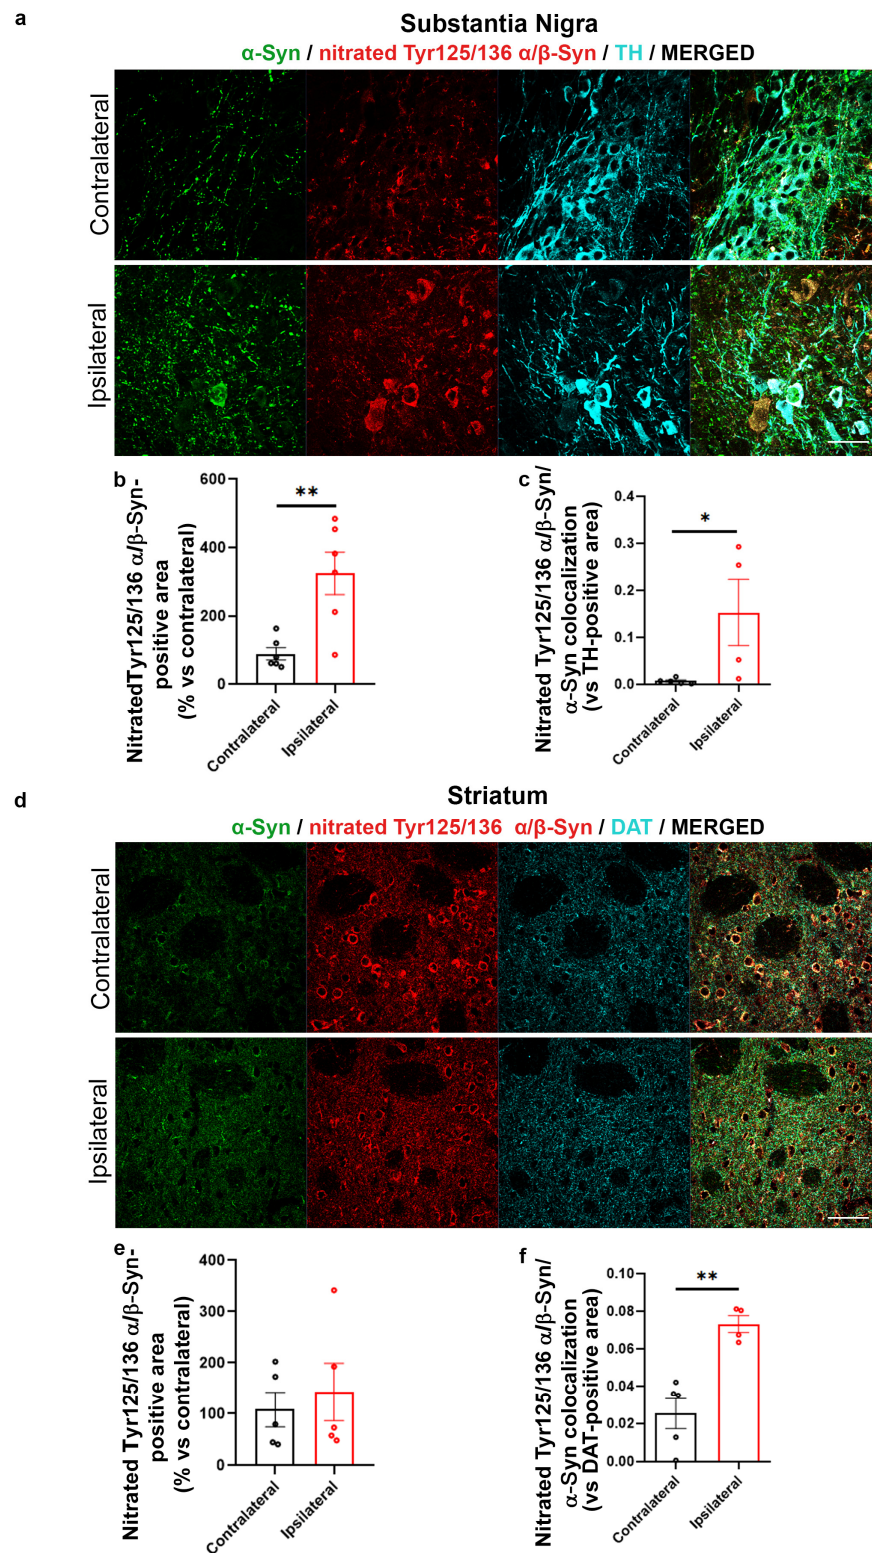 a
Substantia Nigra
α-Syn / nitrated Tyr125/136 α/β-Syn / TH / MERGED
Contralateral
Ipsilateral
b
NitratedTyr125/136 α/β-Syn-
positive area
(% vs contralateral)
600
400
200
0
**
Contralateral
Ipsilateral
c
Nitrated Tyr125/136 α/β-Syn/
α-Syn colocalization
(vs TH-positive area)
0.4
0.3
0.2
0.1
0.0
*
Contralateral
Ipsilateral
d
Striatum
α-Syn / nitrated Tyr125/136 α/β-Syn / DAT / MERGED
Contralateral
Ipsilateral
e
Nitrated Tyr125/136 α/β-Syn-
positive area
(% vs contralateral)
400
300
200
100
0
Contralateral
Ipsilateral
f
Nitrated Tyr125/136 α/β-Syn/
α-Syn colocalization
(vs DAT-positive area)
0.10
0.08
0.06
0.04
0.02
0.00
**
Contralateral
Ipsilateral